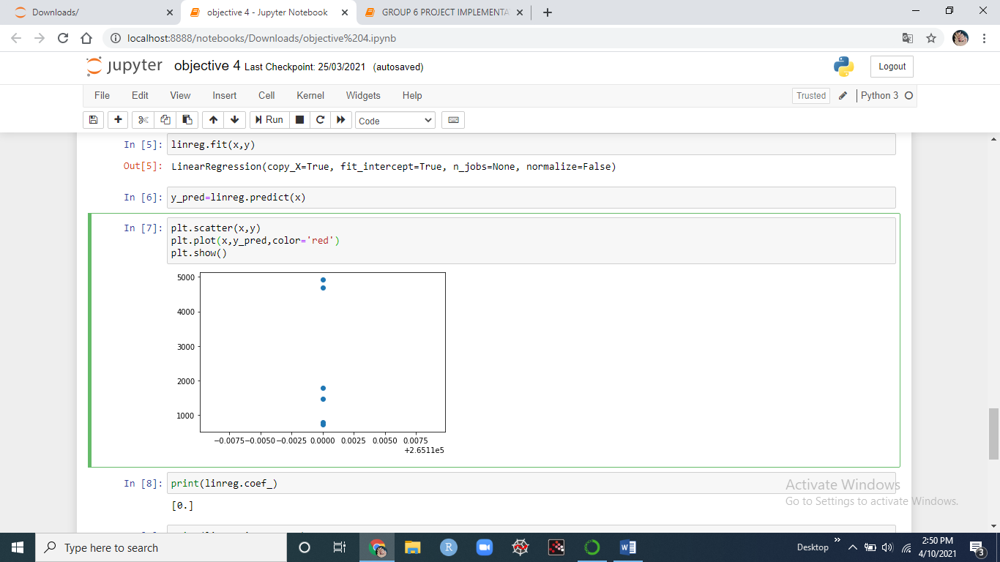 Downloads/
objective 4 - Jupyter Notebook
GROUP 6 PROJECT IMPLEMENTA
localhost:8888/notebooks/Downloads/objective%204.ipynb
jupyter objective 4 Last Checkpoint: 25/03/2021 (autosaved)
Logout
File Edit View Insert Cell Kernel Widgets Help
Trusted Python 3
Run Code
In [5]: linreg.fit(x,y)
Out[5]: LinearRegression(copy_X=True, fit_intercept=True, n_jobs=None, normalize=False)
In [6]: y_pred=linreg.predict(x)
In [7]: plt.scatter(x,y)
plt.plot(x,y_pred,color='red')
plt.show()
5000
4000
3000
2000
1000
−0.0075 −0.0050 −0.0025 0.0000 0.0025 0.0050 0.0075
+2.6511e5
In [8]: print(linreg.coef_)
[0.]
Activate Windows
Go to Settings to activate Windows.
Type here to search
R
W
Desktop
2:50 PM
4/10/2021
3